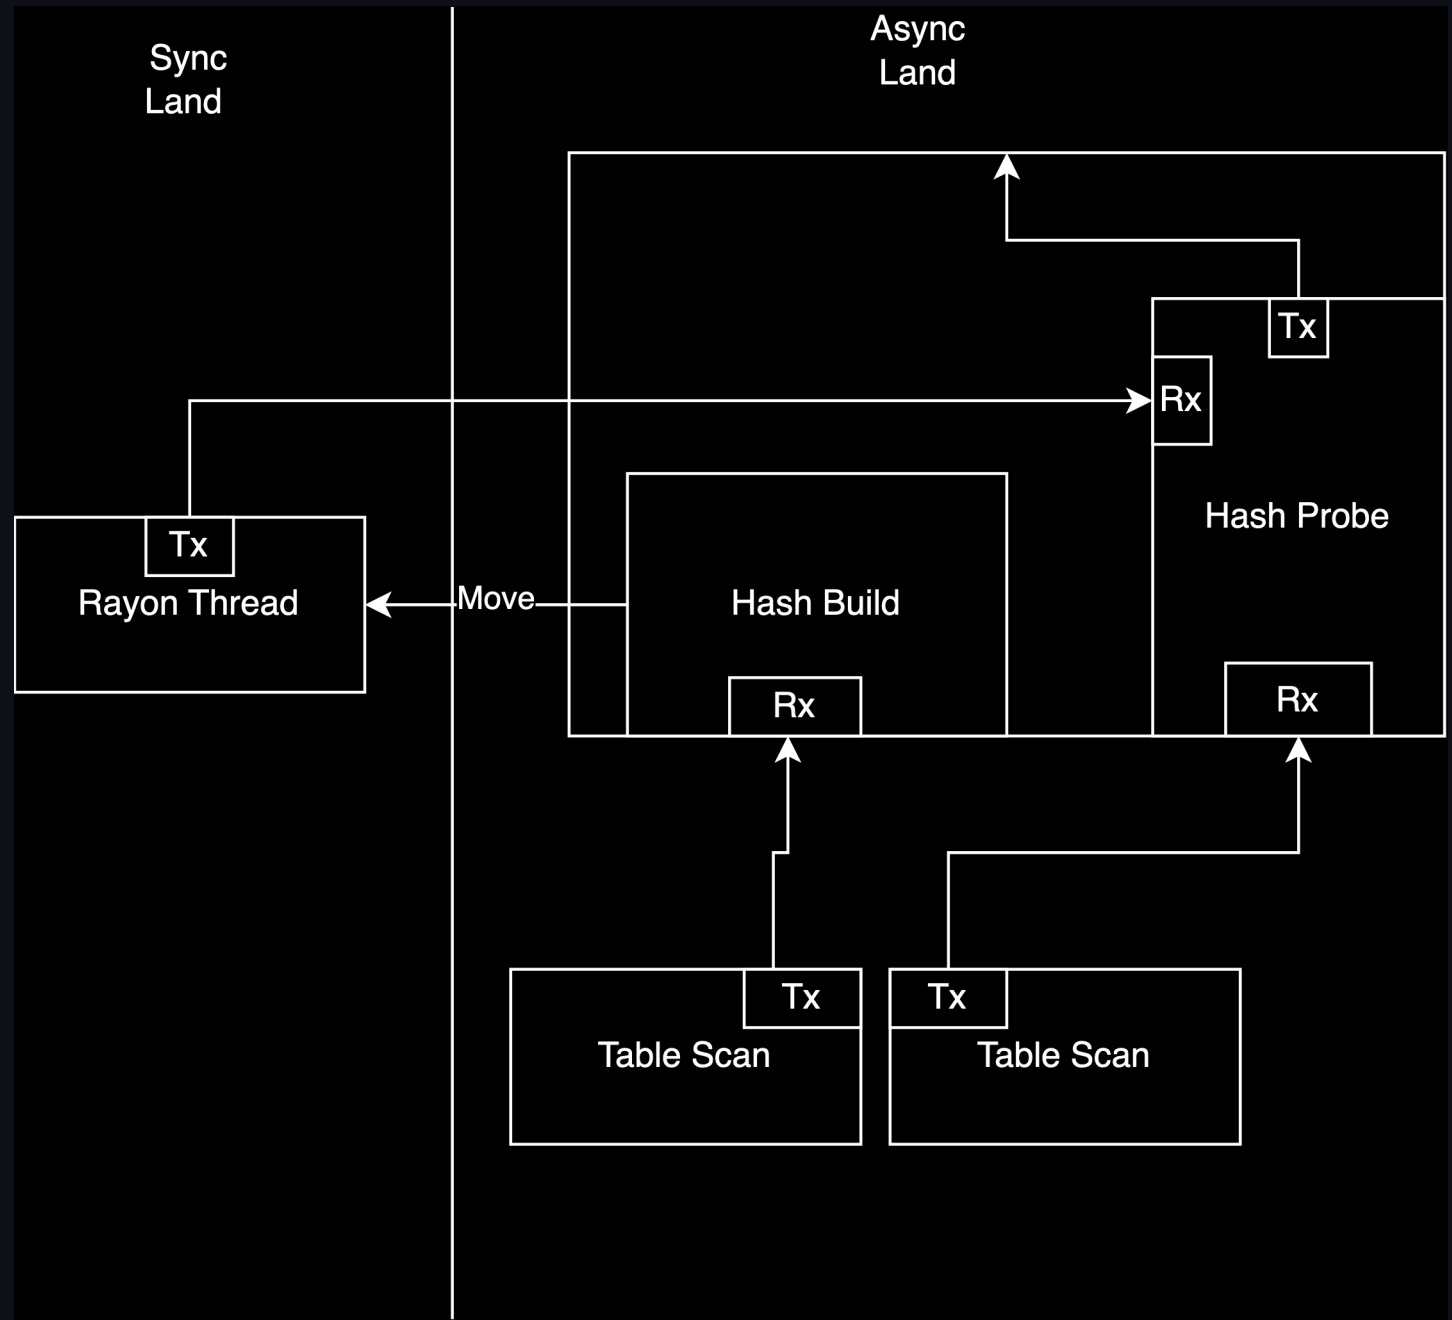 Sync
Land
Async
Land
Tx
Rx
Hash Probe
Tx
Rayon Thread
Move
Hash Build
Rx
Rx
Tx
Tx
Table Scan
Table Scan